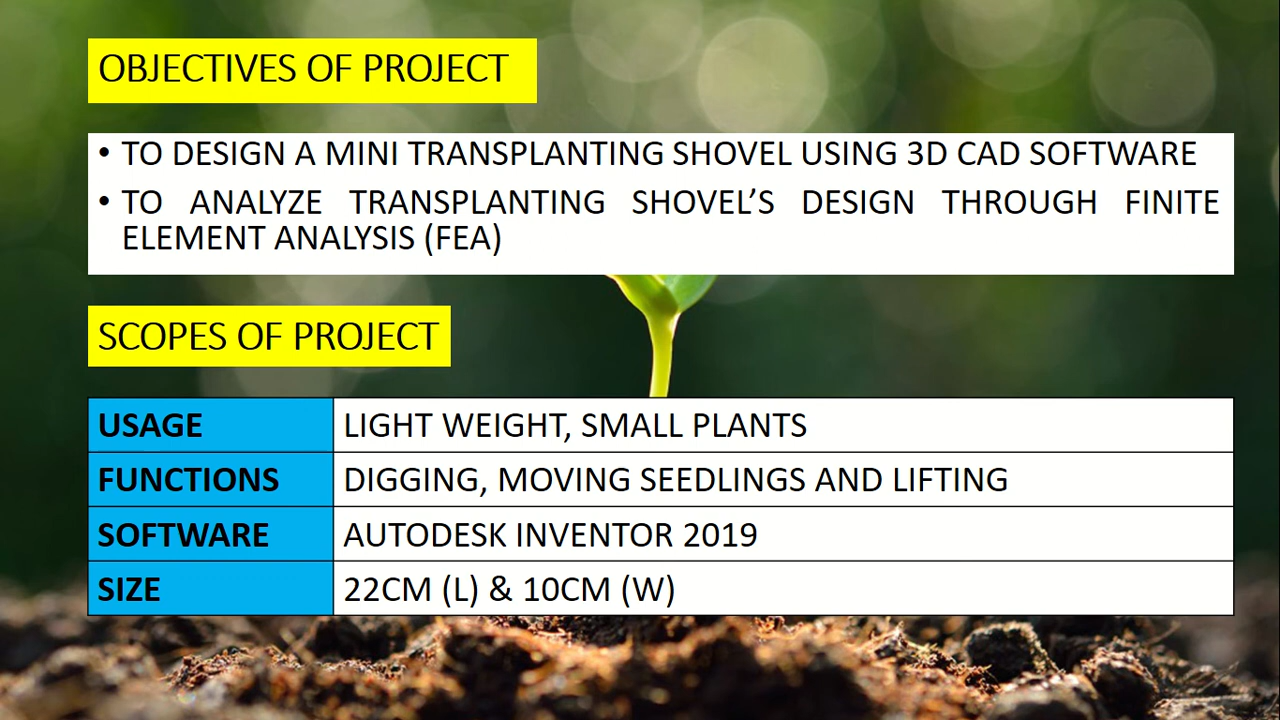 OBJECTIVES OF PROJECT
• TO DESIGN A MINI TRANSPLANTING SHOVEL USING 3D CAD SOFTWARE
• TO ANALYZE TRANSPLANTING SHOVEL’S DESIGN THROUGH FINITE
ELEMENT ANALYSIS (FEA)
SCOPES OF PROJECT
USAGE LIGHT WEIGHT, SMALL PLANTS
FUNCTIONS DIGGING, MOVING SEEDLINGS AND LIFTING
SOFTWARE AUTODESK INVENTOR 2019
SIZE 22CM (L) & 10CM (W)